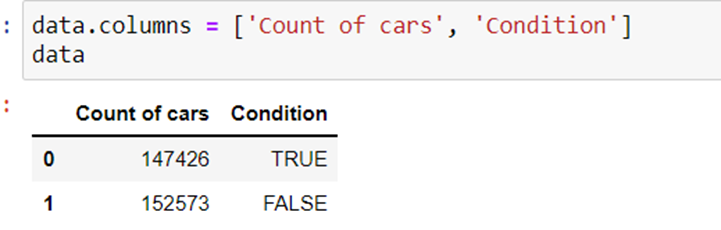 : data.columns = ['Count of cars', 'Condition']
data
:
Count of cars Condition
0 147426 TRUE
1 152573 FALSE